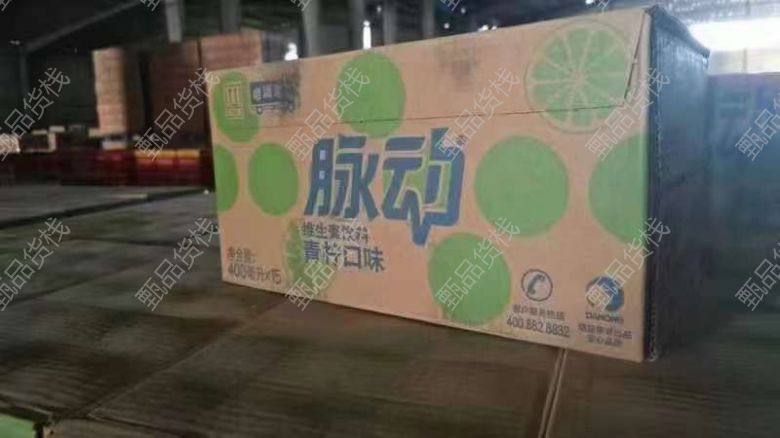 脉动
维生素饮料
青柠口味
净含量:
400毫升x15
客户服务热线
400.882.8832
DANONE
甄品货栈